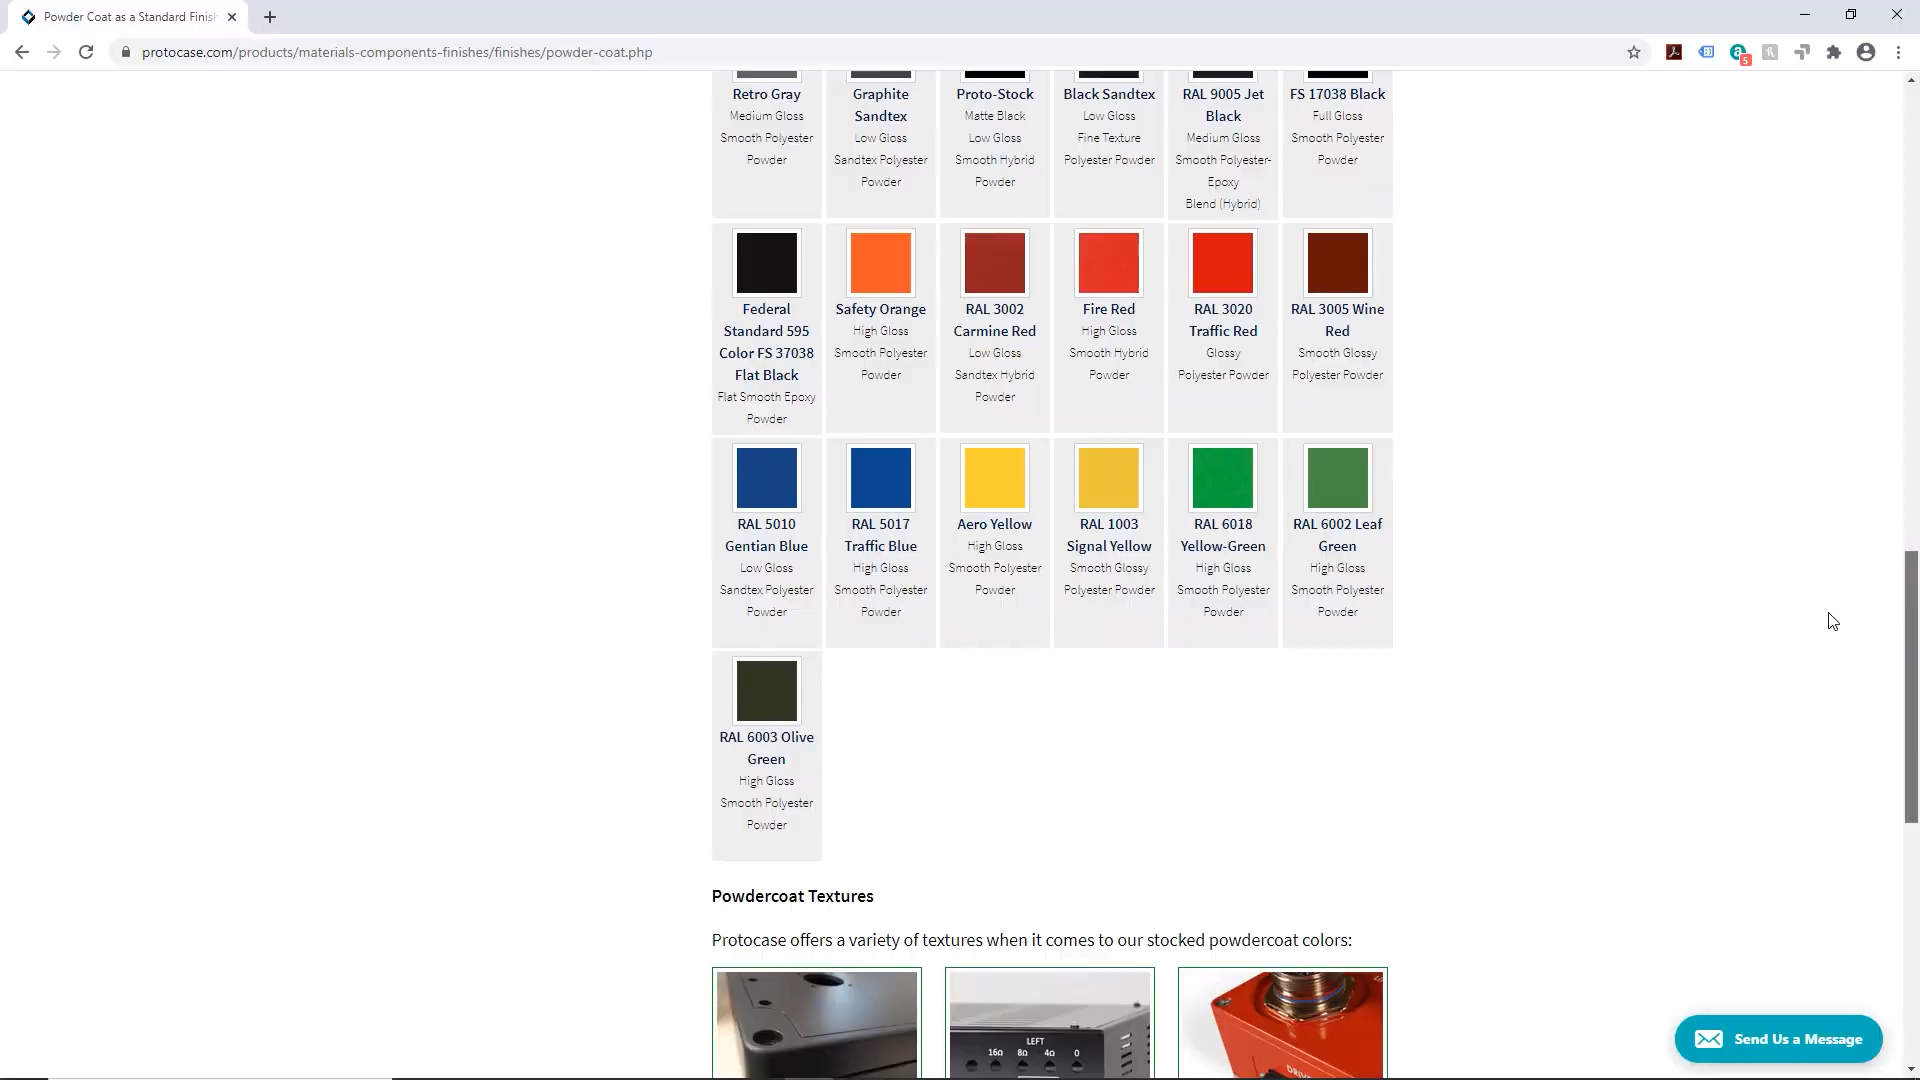 Powder Coat as a Standard Finish
protocase.com/products/materials-components-finishes/finishes/powder-coat.php
5
Retro Gray
Medium Gloss
Smooth Polyester
Powder
Graphite
Sandtex
Low Gloss
Sandtex Polyester
Powder
Proto-Stock
Matte Black
Low Gloss
Smooth Hybrid
Powder
Black Sandtex
Low Gloss
Fine Texture
Polyester Powder
RAL 9005 Jet
Black
Medium Gloss
Smooth Polyester-
Epoxy
Blend (Hybrid)
FS 17038 Black
Full Gloss
Smooth Polyester
Powder
Federal
Standard 595
Color FS 37038
Flat Black
Flat Smooth Epoxy
Powder
Safety Orange
High Gloss
Smooth Polyester
Powder
RAL 3002
Carmine Red
Low Gloss
Sandtex Hybrid
Powder
Fire Red
High Gloss
Smooth Hybrid
Powder
RAL 3020
Traffic Red
Glossy
Polyester Powder
RAL 3005 Wine
Red
Smooth Glossy
Polyester Powder
RAL 5010
Gentian Blue
Low Gloss
Sandtex Polyester
Powder
RAL 5017
Traffic Blue
High Gloss
Smooth Polyester
Powder
Aero Yellow
High Gloss
Smooth Polyester
Powder
RAL 1003
Signal Yellow
Smooth Glossy
Polyester Powder
RAL 6018
Yellow-Green
High Gloss
Smooth Polyester
Powder
RAL 6002 Leaf
Green
High Gloss
Smooth Polyester
Powder
RAL 6003 Olive
Green
High Gloss
Smooth Polyester
Powder
Powdercoat Textures
Protocase offers a variety of textures when it comes to our stocked powdercoat colors:
LEFT
16Ω 8Ω 4Ω 0
Send Us a Message